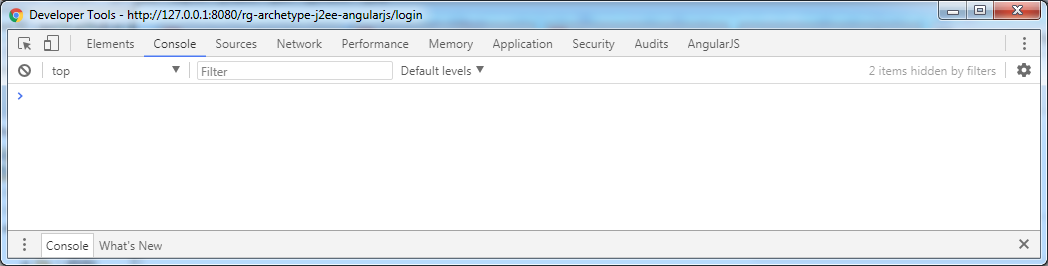 Developer Tools - http://127.0.0.1:8080/rg-archetype-j2ee-angularjs/login
Elements Console Sources Network Performance Memory Application Security Audits AngularJS
top Filter Default levels 2 items hidden by filters
Console What's New